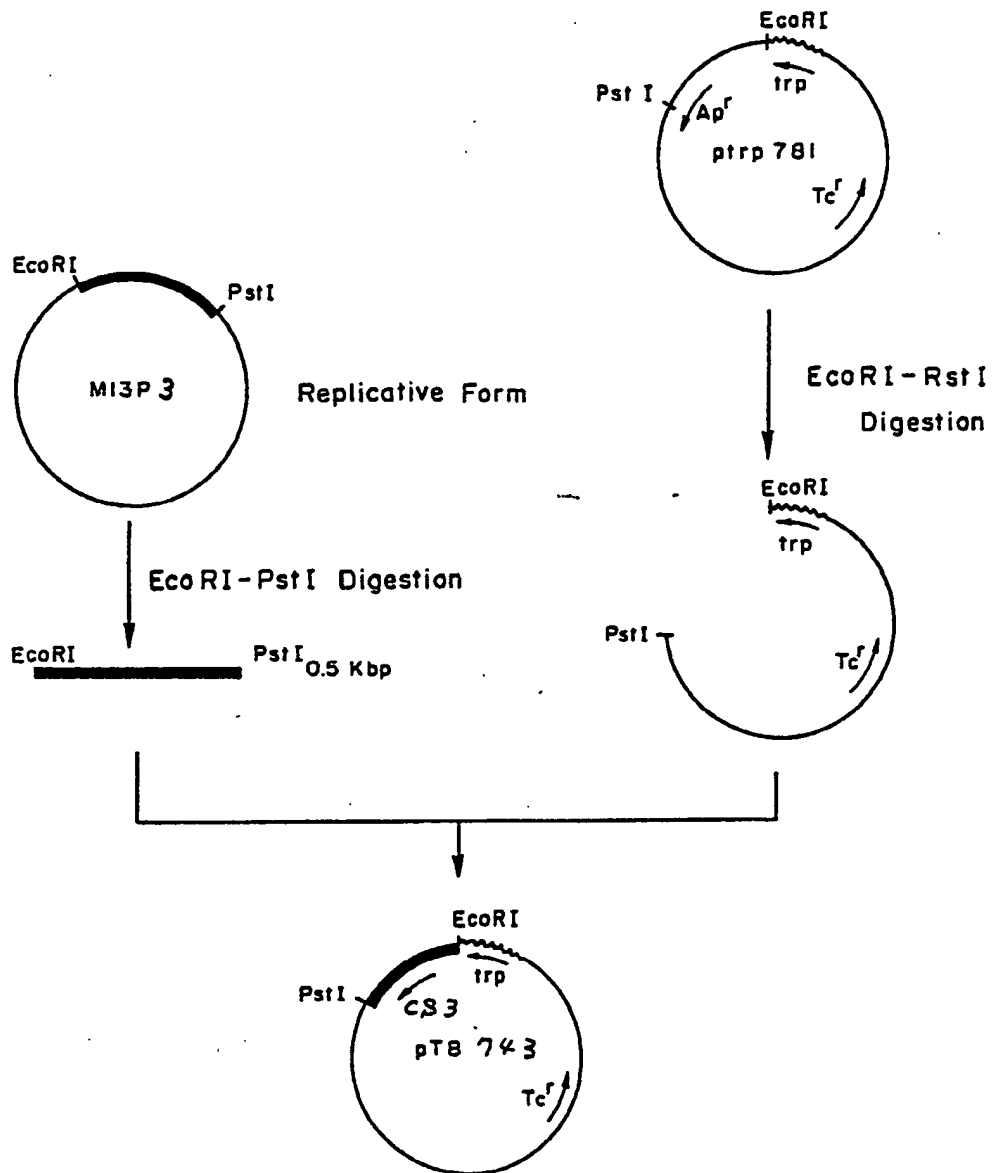 EcoRI
trp
Pst I
Apr
ptrp 781
Tcr
EcoRI
PstI
M13P 3
Replicative Form
EcoRI-RstI
Digestion
EcoRI
trp
PstI
Tcr
EcoRI-PstI Digestion
EcoRI
PstI
0.5 Kbp
EcoRI
trp
PstI
CS3
pTB 743
Tcr